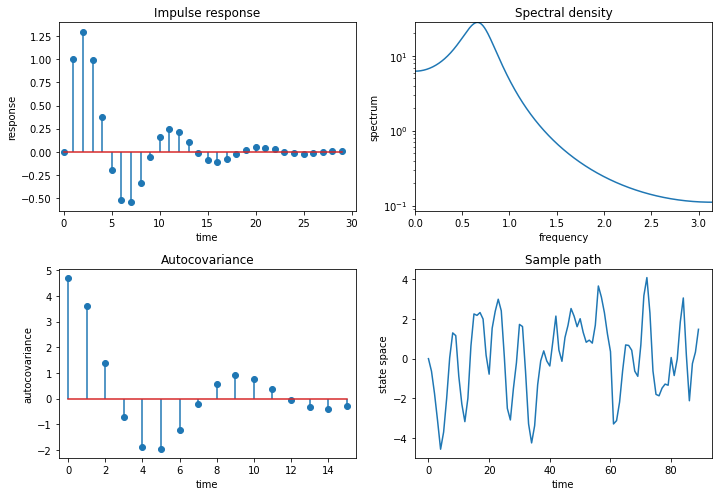 Impulse response
response
1.25
1.00
0.75
0.50
0.25
0.00
−0.25
−0.50
0 5 10 15 20 25 30
time
Spectral density
spectrum
10¹
10⁰
10⁻¹
0.0 0.5 1.0 1.5 2.0 2.5 3.0
frequency
Autocovariance
autocovariance
5
4
3
2
1
0
−1
−2
0 2 4 6 8 10 12 14
time
Sample path
state space
4
2
0
−2
−4
0 20 40 60 80
time